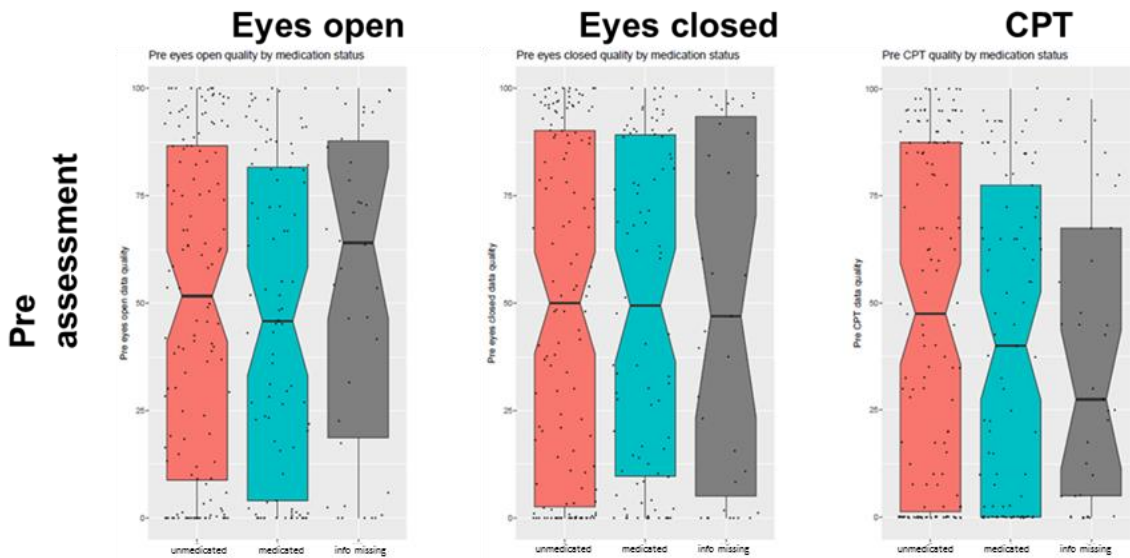 Eyes open
Eyes closed
CPT
Pre
assessment
Pre eyes open quality by medication status
Pre eyes open data quality
100
75
50
25
0
unmedicated medicated info missing
Pre eyes closed quality by medication status
Pre eyes closed data quality
100
75
50
25
0
unmedicated medicated info missing
Pre CPT quality by medication status
Pre CPT data quality
100
75
50
25
0
unmedicated medicated info missing